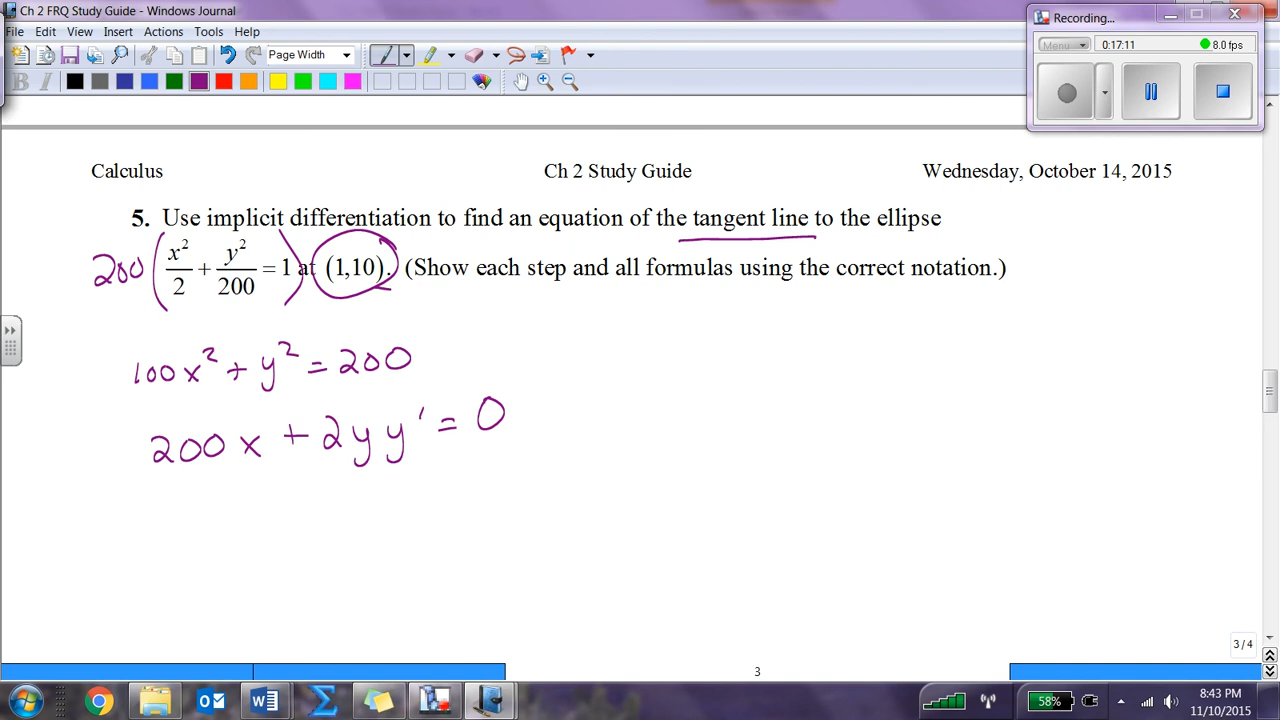 Ch 2 FRQ Study Guide - Windows Journal
File Edit View Insert Actions Tools Help
Page Width
B I
Recording...
Menu 0:17:11 8.0 fps
Calculus Ch 2 Study Guide Wednesday, October 14, 2015
5. Use implicit differentiation to find an equation of the tangent line to the ellipse
200 ( x²/2 + y²/200 = 1 ) at (1,10). (Show each step and all formulas using the correct notation.)
100x² + y² = 200
200x + 2yy' = 0
3 / 4
3
58%
8:43 PM
11/10/2015